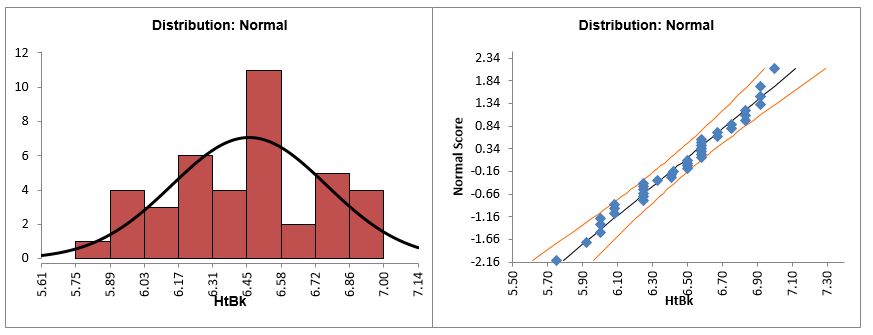 Distribution: Normal
12
10
8
6
4
2
0
5.61 5.75 5.89 6.03 6.17 6.31 6.45 6.58 6.72 6.86 7.00 7.14
HtBk
Distribution: Normal
Normal Score
2.34
1.84
1.34
0.84
0.34
-0.16
-0.66
-1.16
-1.66
-2.16
5.50 5.70 5.90 6.10 6.30 6.50 6.70 6.90 7.10 7.30
HtBk